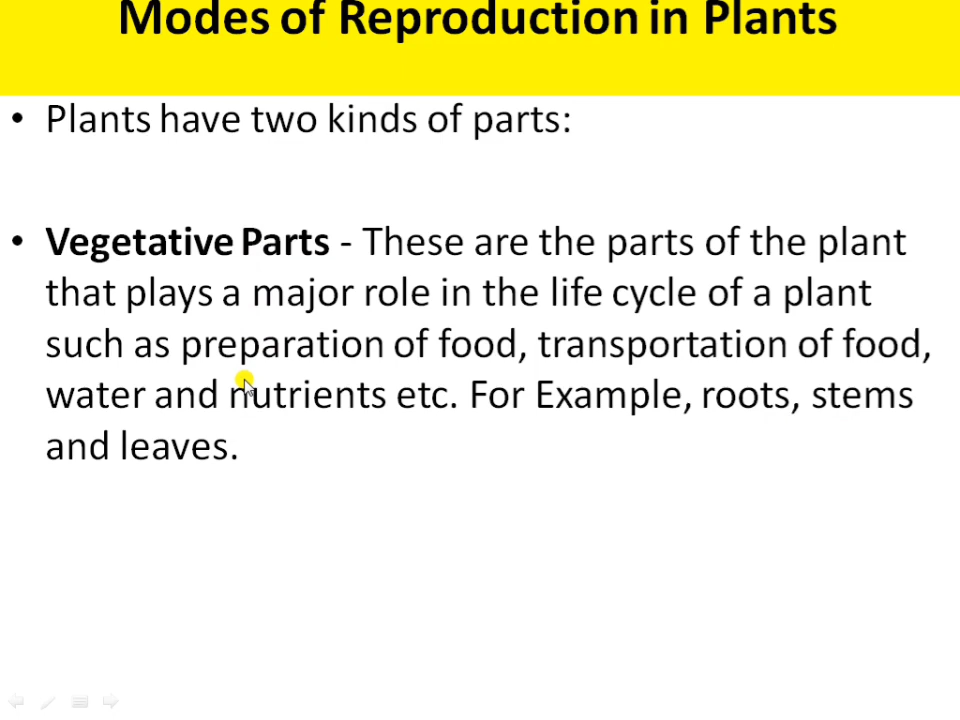 Modes of Reproduction in Plants
• Plants have two kinds of parts:
• Vegetative Parts - These are the parts of the plant
that plays a major role in the life cycle of a plant
such as preparation of food, transportation of food,
water and nutrients etc. For Example, roots, stems
and leaves.